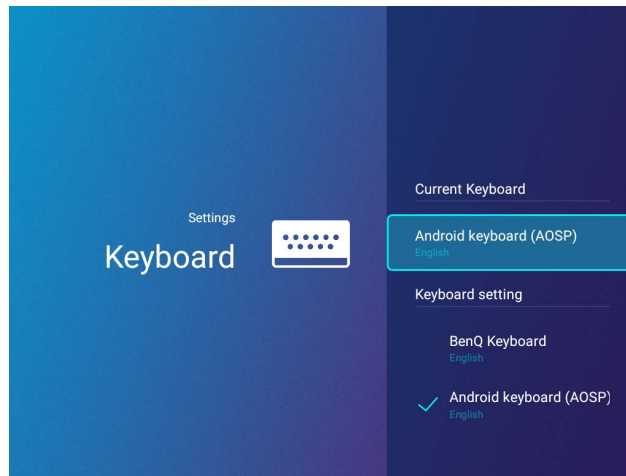 Settings
Keyboard
Current Keyboard
Android keyboard (AOSP)
English
Keyboard setting
BenQ Keyboard
English
Android keyboard (AOSP)
English